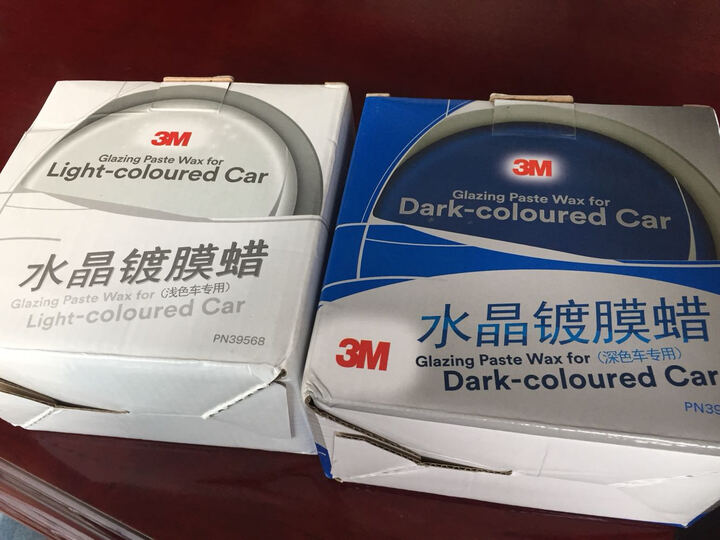 3M
Glazing Paste Wax for
Light-coloured Car
水晶镀膜蜡
Glazing Paste Wax for (浅色车专用)
Light-coloured Car
PN39568
3M
Glazing Paste Wax for
Dark-coloured Car
水晶镀膜蜡
3M
Glazing Paste Wax for (深色车专用)
Dark-coloured Car